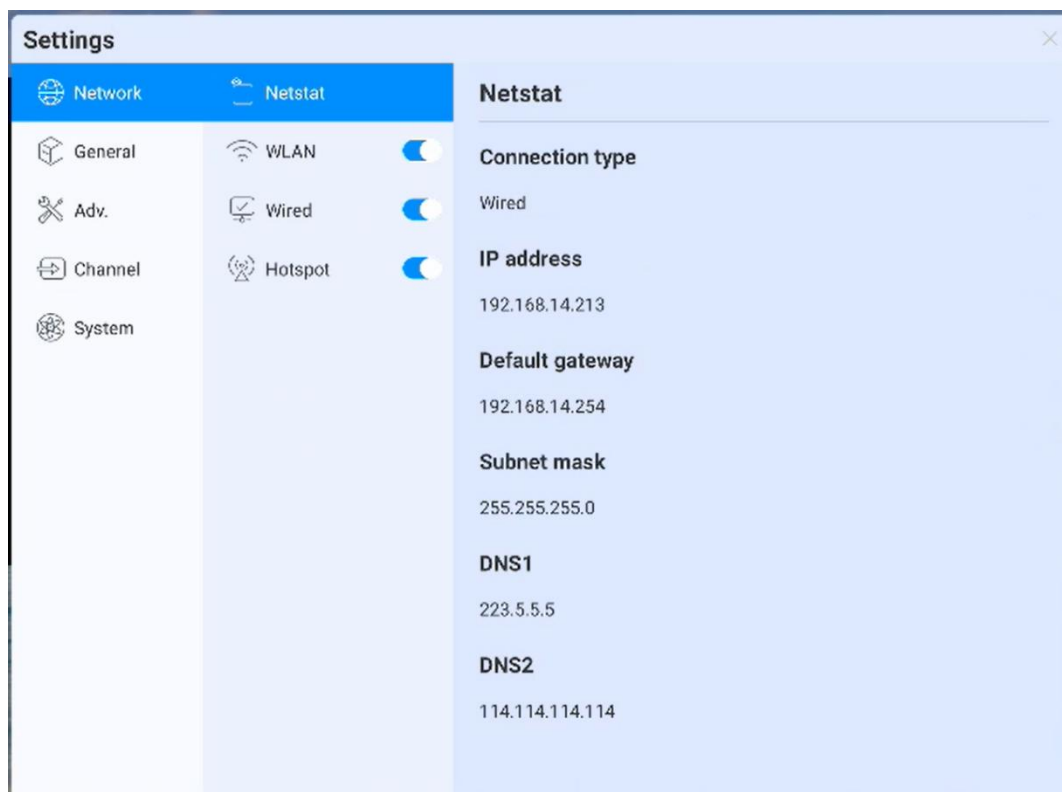 Settings
Network
General
Adv.
Channel
System
Netstat
WLAN
Wired
Hotspot
Netstat
Connection type
Wired
IP address
192.168.14.213
Default gateway
192.168.14.254
Subnet mask
255.255.255.0
DNS1
223.5.5.5
DNS2
114.114.114.114